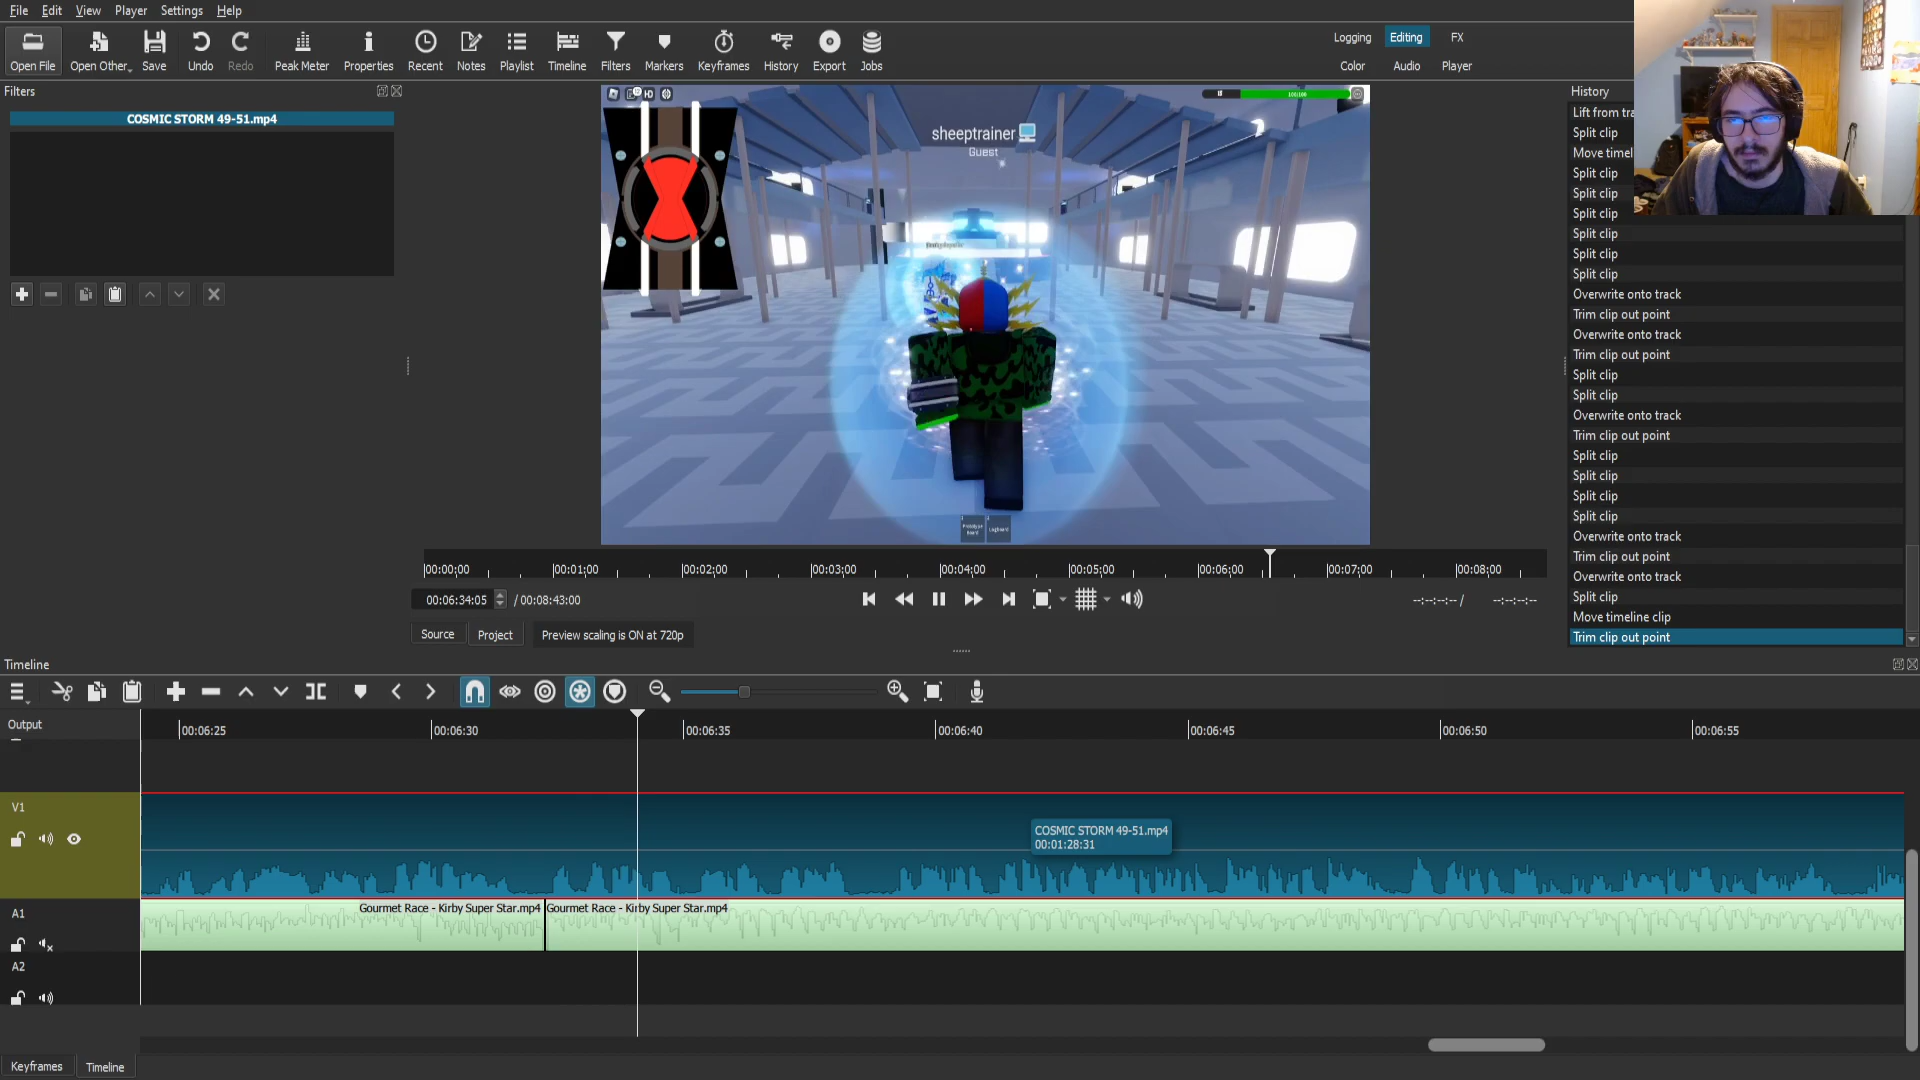 File Edit View Player Settings Help
Open File Open Other Save Undo Redo Peak Meter Properties Recent Notes Playlist Timeline Filters Markers Keyframes History Export Jobs
Logging Editing FX
Color Audio Player
Filters
COSMIC STORM 49-51.mp4
HD
100/100
sheeptrainer
Guest
00:00:00 00:01:00 00:02:00 00:03:00 00:04:00 00:05:00 00:06:00 00:07:00 00:08:00
00:06:34:05 / 00:08:43:00
--:--:--:-- / --:--:--:--
Source Project Preview scaling is ON at 720p
History
Lift from tra
Split clip
Move timel
Split clip
Split clip
Split clip
Split clip
Split clip
Split clip
Overwrite onto track
Trim clip out point
Overwrite onto track
Trim clip out point
Split clip
Split clip
Overwrite onto track
Trim clip out point
Split clip
Split clip
Split clip
Split clip
Overwrite onto track
Trim clip out point
Overwrite onto track
Split clip
Move timeline clip
Trim clip out point
Timeline
Output
00:06:25 00:06:30 00:06:35 00:06:40 00:06:45 00:06:50 00:06:55
V1
COSMIC STORM 49-51.mp4
00:01:28:31
A1
Gourmet Race - Kirby Super Star.mp4 Gourmet Race - Kirby Super Star.mp4
A2
Keyframes Timeline